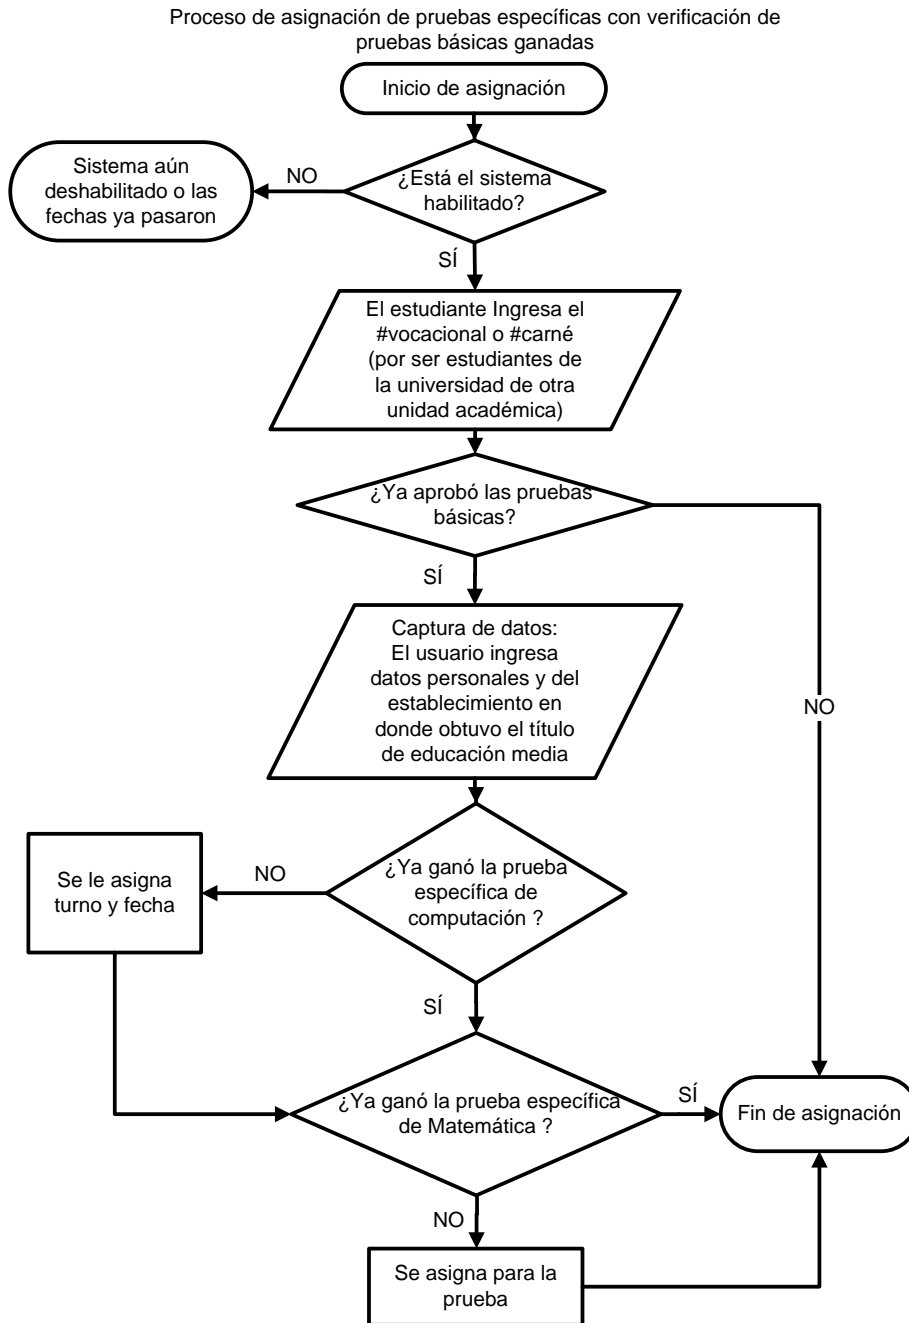 Proceso de asignación de pruebas específicas con verificación de
pruebas básicas ganadas
Inicio de asignación
¿Está el sistema
habilitado?
NO
Sistema aún
deshabilitado o las
fechas ya pasaron
SÍ
El estudiante Ingresa el
#vocacional o #carné
(por ser estudiantes de
la universidad de otra
unidad académica)
¿Ya aprobó las pruebas
básicas?
SÍ
NO
Captura de datos:
El usuario ingresa
datos personales y del
establecimiento en
donde obtuvo el título
de educación media
¿Ya ganó la prueba
específica de
computación ?
NO
Se le asigna
turno y fecha
SÍ
¿Ya ganó la prueba específica
de Matemática ?
SÍ
Fin de asignación
NO
Se asigna para la
prueba